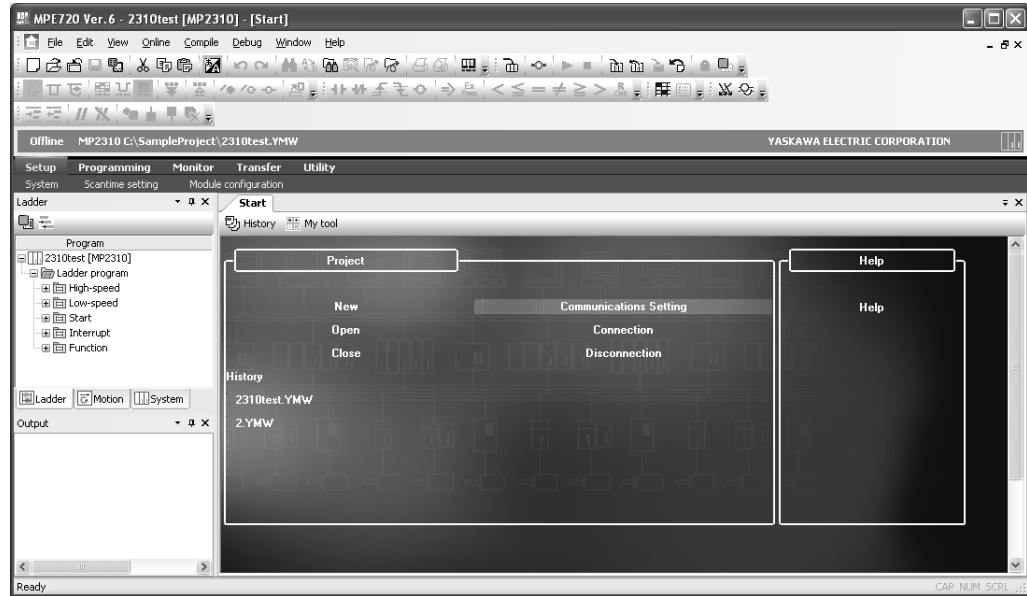 MPE720 Ver.6 - 2310test [MP2310] - [Start]
File Edit View Online Compile Debug Window Help
Offline MP2310 C:\SampleProject\2310test.YMW YASKAWA ELECTRIC CORPORATION
Setup Programming Monitor Transfer Utility
System Scantime setting Module configuration
Ladder
Start
History My tool
Program
2310test [MP2310]
Ladder program
High-speed
Low-speed
Start
Interrupt
Function
Ladder Motion System
Output
Project
New Communications Setting
Open Connection
Close Disconnection
History
2310test.YMW
2.YMW
Help
Help
Ready CAP NUM SCRL